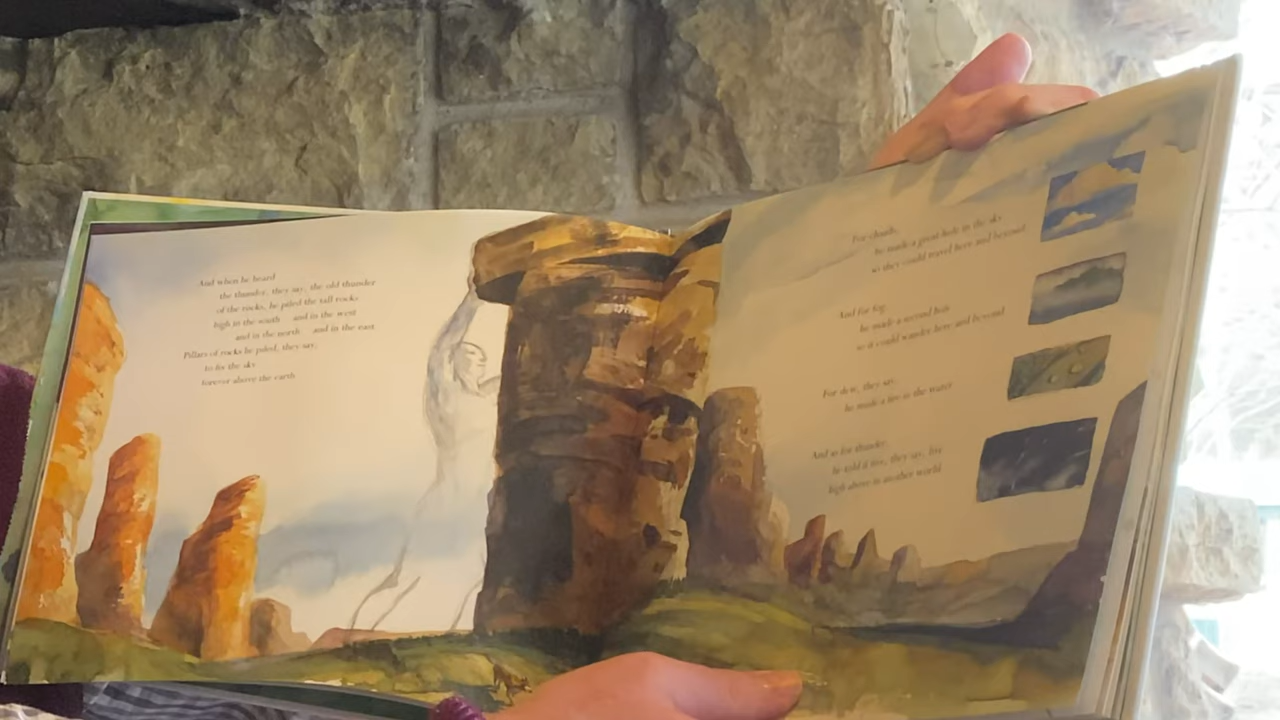 And when he heard
the thunder, they say, the old thunder
of the rocks, he piled the tall rocks
high in the south and in the west
and in the north and in the east.
Pillars of rocks he piled, they say,
to fix the sky
forever above the earth.
For clouds,
he made a great hole in the sky
so they could travel here and beyond.
And for fog,
he made a second hole
so it could wander here and beyond.
For dew, they say,
he made a fire in the water
And as for thunder,
he told it live, they say, live
high above in another world